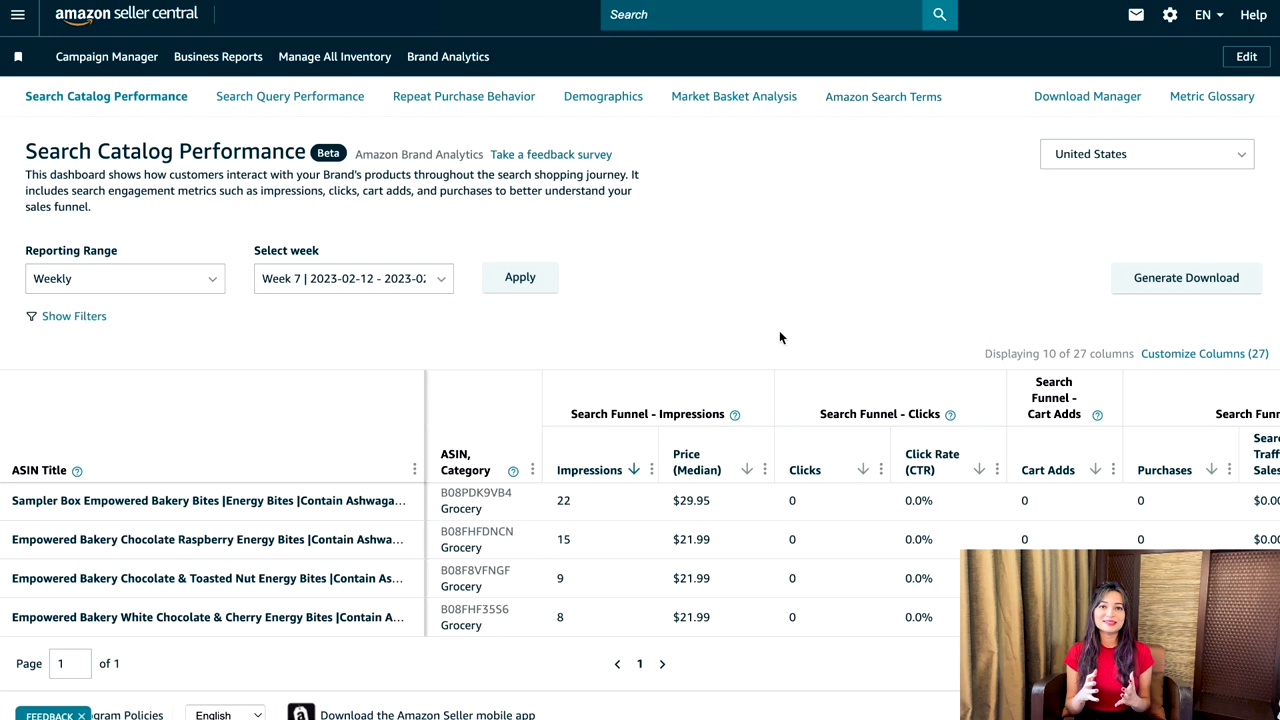 amazon seller central
Search
EN
Help
Campaign Manager
Business Reports
Manage All Inventory
Brand Analytics
Edit
Search Catalog Performance
Search Query Performance
Repeat Purchase Behavior
Demographics
Market Basket Analysis
Amazon Search Terms
Download Manager
Metric Glossary
Search Catalog Performance Beta Amazon Brand Analytics Take a feedback survey
United States
This dashboard shows how customers interact with your Brand's products throughout the search shopping journey. It
includes search engagement metrics such as impressions, clicks, cart adds, and purchases to better understand your
sales funnel.
Reporting Range
Select week
Weekly
Week 7 | 2023-02-12 - 2023-02
Apply
Generate Download
Show Filters
Displaying 10 of 27 columns Customize Columns (27)
Search Funnel - Impressions
Search Funnel - Clicks
Search
Funnel -
Cart Adds
Search Funn
ASIN Title
ASIN,
Category
Impressions
Price
(Median)
Clicks
Click Rate
(CTR)
Cart Adds
Purchases
Searc
Traff
Sales
Sampler Box Empowered Bakery Bites |Energy Bites |Contain Ashwaga...
B08PDK9VB4
Grocery
22
$29.95
0
0.0%
0
0
$0.00
Empowered Bakery Chocolate Raspberry Energy Bites |Contain Ashwa...
B08FHFDNCN
Grocery
15
$21.99
0
0.0%
0
0
$0.00
Empowered Bakery Chocolate & Toasted Nut Energy Bites |Contain As...
B08F8VFNGF
Grocery
9
$21.99
0
0.0%
Empowered Bakery White Chocolate & Cherry Energy Bites |Contain A...
B08FHF35S6
Grocery
8
$21.99
0
0.0%
Page 1 of 1
1
FEEDBACK
gram Policies
English
Download the Amazon Seller mobile app